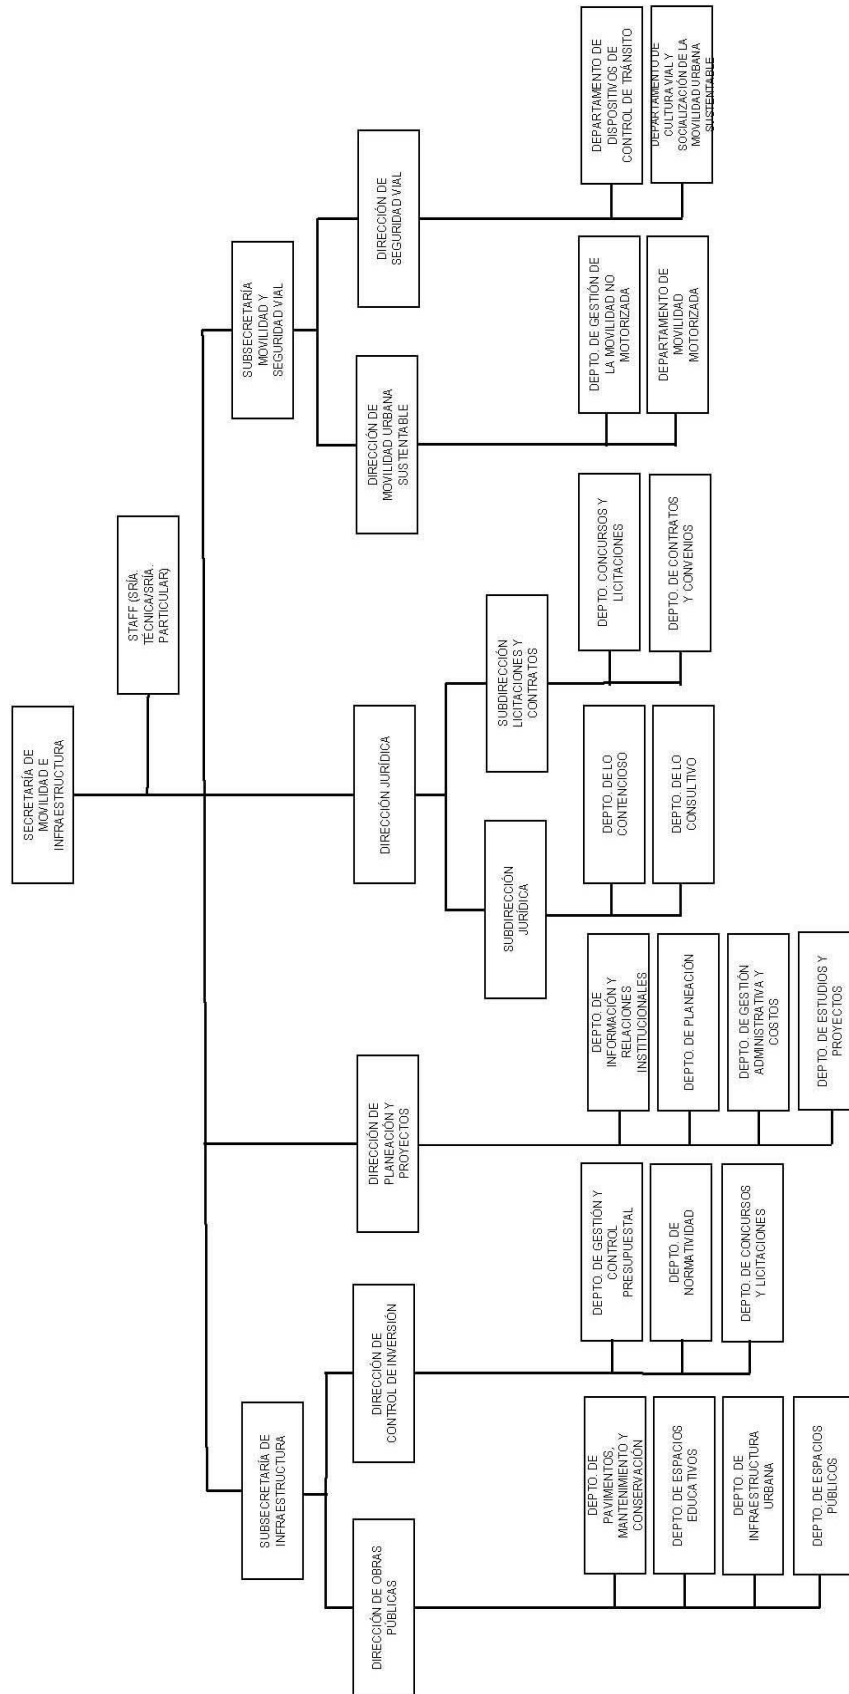 SECRETARÍA DE
MOVILIDAD E
INFRAESTRUCTURA
STAFF (SRÍA.
TÉCNICA/SRÍA.
PARTICULAR)
SUBSECRETARÍA DE
INFRAESTRUCTURA
SUBSECRETARÍA
MOVILIDAD Y
SEGURIDAD VIAL
DIRECCIÓN DE OBRAS
PÚBLICAS
DIRECCIÓN DE
CONTROL DE INVERSIÓN
DIRECCIÓN DE
PLANEACIÓN Y
PROYECTOS
DIRECCIÓN JURÍDICA
DIRECCIÓN DE
MOVILIDAD URBANA
SUSTENTABLE
DIRECCIÓN DE
SEGURIDAD VIAL
SUBDIRECCIÓN
JURÍDICA
SUBDIRECCIÓN
LICITACIONES Y
CONTRATOS
DEPTO. DE
PAVIMENTOS,
MANTENIMIENTO Y
CONSERVACIÓN
DEPTO. DE ESPACIOS
EDUCATIVOS
DEPTO. DE
INFRAESTRUCTURA
URBANA
DEPTO. DE ESPACIOS
PÚBLICOS
DEPTO. DE GESTIÓN Y
CONTROL
PRESUPUESTAL
DEPTO. DE
NORMATIVIDAD
DEPTO. DE CONCURSOS
Y LICITACIONES
DEPTO. DE
INFORMACIÓN Y
RELACIONES
INSTITUCIONALES
DEPTO. DE PLANEACIÓN
DEPTO. DE GESTIÓN
ADMINISTRATIVA Y
COSTOS
DEPTO. DE ESTUDIOS Y
PROYECTOS
DEPTO. DE LO
CONTENCIOSO
DEPTO. DE LO
CONSULTIVO
DEPTO. CONCURSOS Y
LICITACIONES
DEPTO. DE CONTRATOS
Y CONVENIOS
DEPTO. DE GESTIÓN DE
LA MOVILIDAD NO
MOTORIZADA
DEPARTAMENTO DE
MOVILIDAD
MOTORIZADA
DEPARTAMENTO DE
DISPOSITIVOS DE
CONTROL DE TRÁNSITO
DEPARTAMENTO DE
CULTURA VIAL Y
SOCIALIZACIÓN DE LA
MOVILIDAD URBANA
SUSTENTABLE